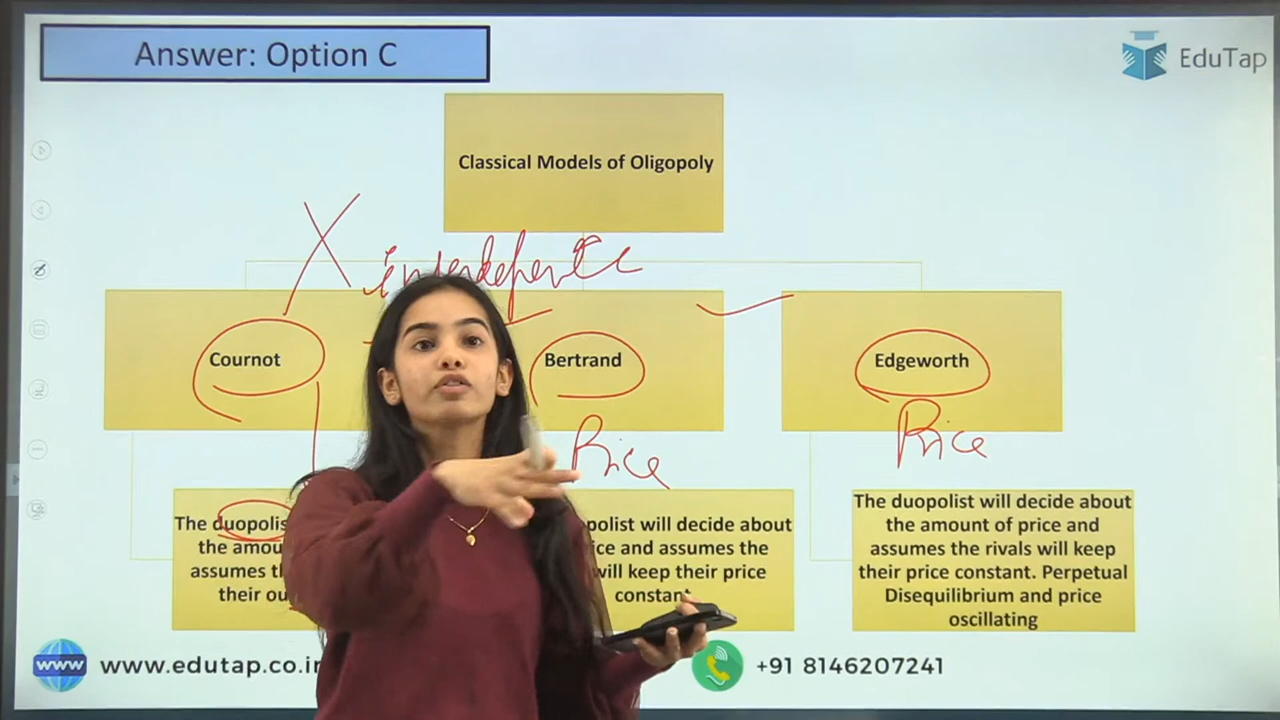 Answer: Option C
EduTap
Classical Models of Oligopoly
Cournot
Bertrand
Edgeworth
Price
Price
The duopolis
the amou
assumes th
their ou
polist will decide about
ice and assumes the
will keep their price
constant
The duopolist will decide about
the amount of price and
assumes the rivals will keep
their price constant. Perpetual
Disequilibrium and price
oscillating
www
www.edutap.co.in
+91 8146207241